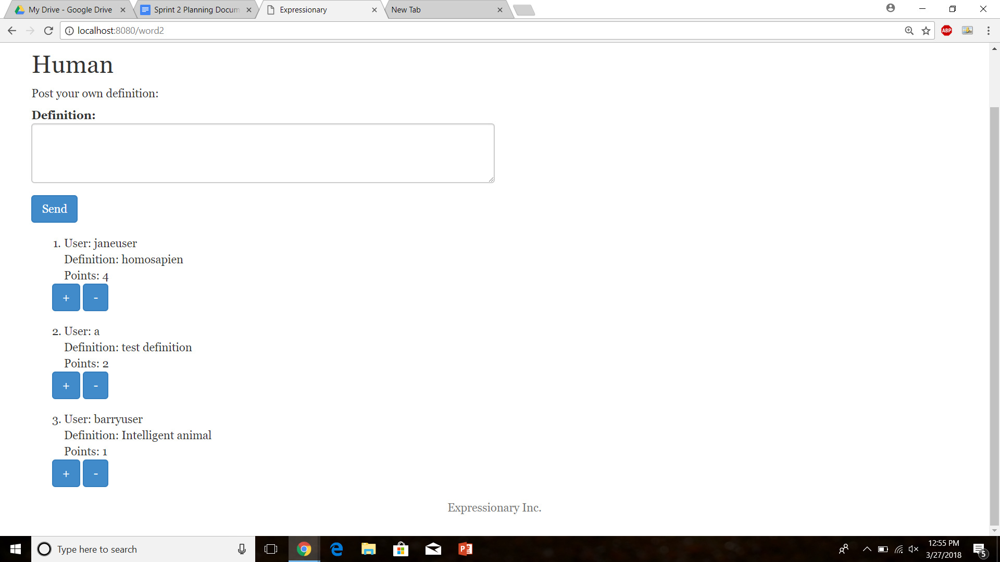 My Drive - Google Drive
Sprint 2 Planning Docum
Expressionary
New Tab
localhost:8080/word2
ABP
Human
Post your own definition:
Definition:
Send
1. User: janeuser
Definition: homosapien
Points: 4
+ -
2. User: a
Definition: test definition
Points: 2
+ -
3. User: barryuser
Definition: Intelligent animal
Points: 1
+ -
Expressionary Inc.
Type here to search
12:55 PM
3/27/2018
5